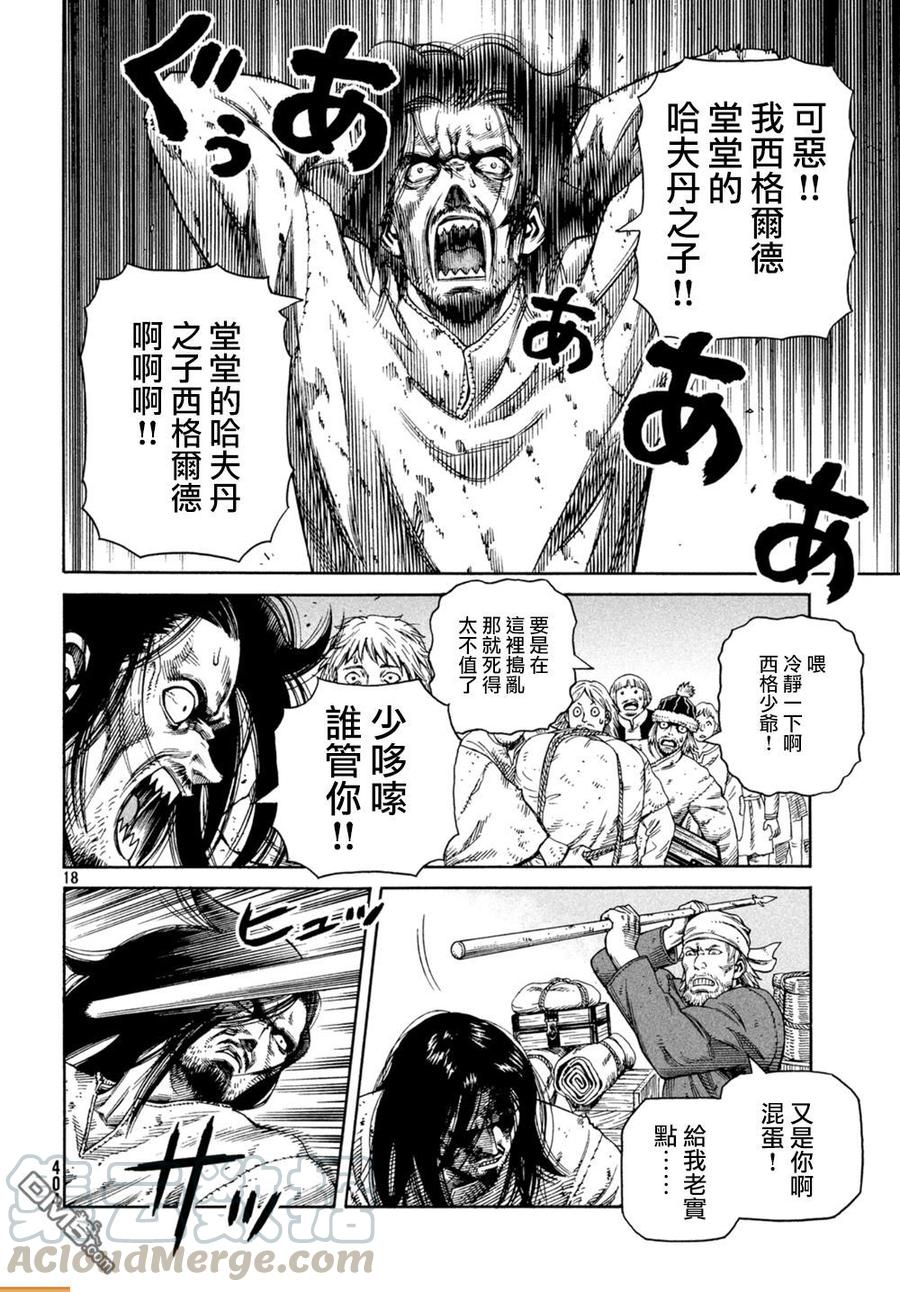 ぐぅ
あ
あ
あ
あ
可惡!!
我西格爾德
堂堂的
哈夫丹之子!!
堂堂的哈夫丹
之子西格爾德
啊啊啊!!
喂
冷靜一下啊
西格少爺！
要是在
這裡搗亂
那就死得
太不值了
少哆嗦
誰管你!!
18
ヒュッ
又是你啊
混蛋！
給我老實
點……
サッ
40
AcloudMerge.com